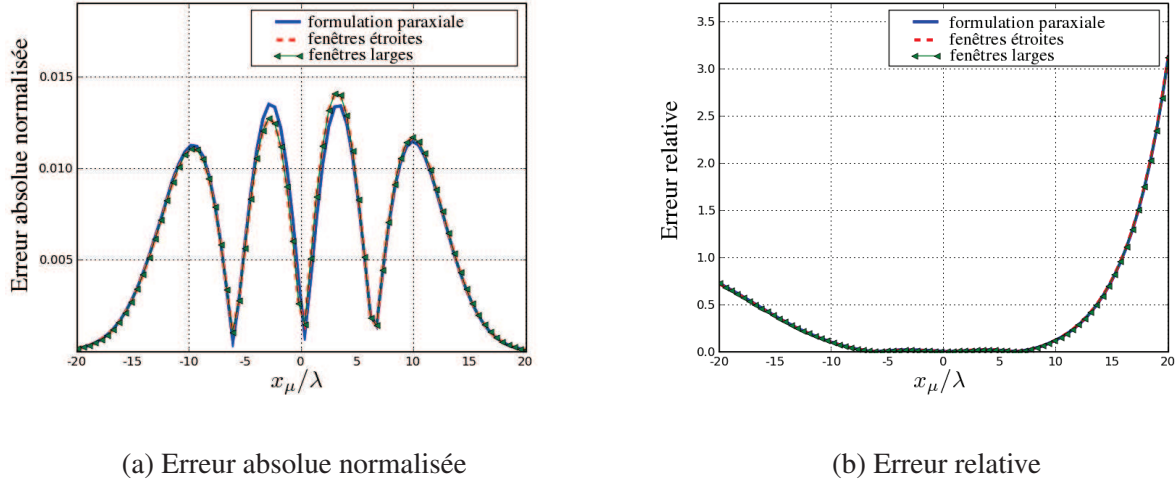 formulation paraxiale
fenêtres étroites
fenêtres larges
Erreur absolue normalisée
0.015
0.010
0.005
-20 -15 -10 -5 0 5 10 15 20
x_μ/λ
(a) Erreur absolue normalisée
formulation paraxiale
fenêtres étroites
fenêtres larges
Erreur relative
3.5
3.0
2.5
2.0
1.5
1.0
0.5
0.0
-20 -15 -10 -5 0 5 10 15 20
x_μ/λ
(b) Erreur relative